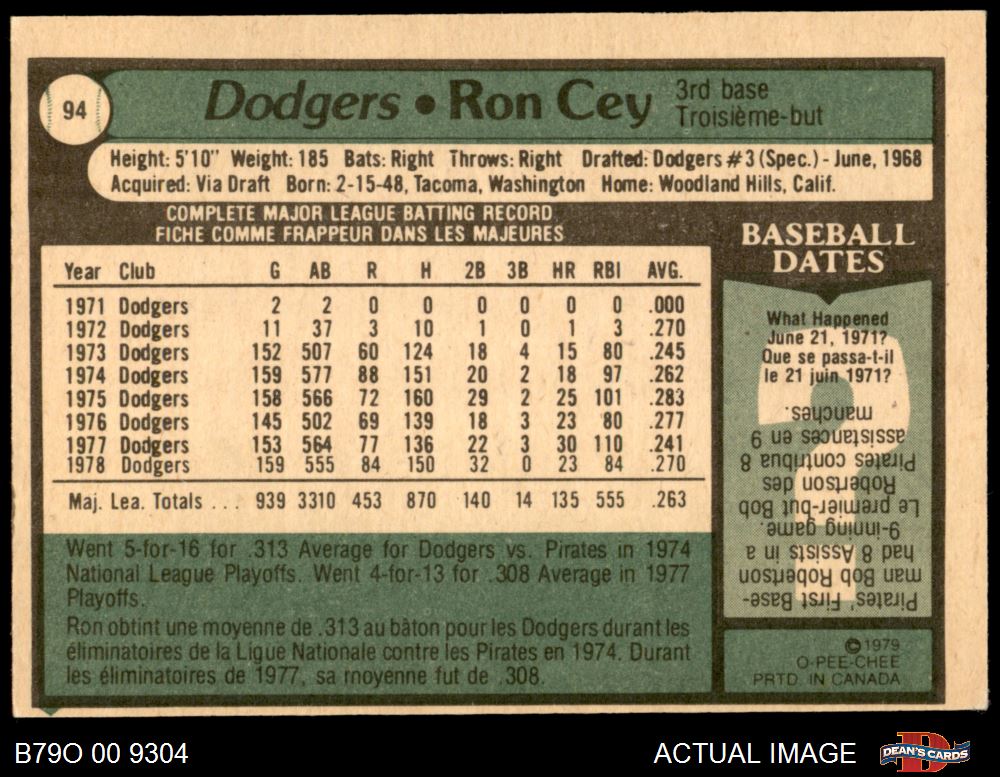 94
Dodgers • Ron Cey 3rd base
Troisième-but
Height: 5'10" Weight: 185 Bats: Right Throws: Right Drafted: Dodgers #3 (Spec.) - June, 1968
Acquired: Via Draft Born: 2-15-48, Tacoma, Washington Home: Woodland Hills, Calif.
COMPLETE MAJOR LEAGUE BATTING RECORD
FICHE COMME FRAPPEUR DANS LES MAJEURES
Year Club G AB R H 2B 3B HR RBI AVG.
1971 Dodgers 2 2 0 0 0 0 0 0 .000
1972 Dodgers 11 37 3 10 1 0 1 3 .270
1973 Dodgers 152 507 60 124 18 4 15 80 .245
1974 Dodgers 159 577 88 151 20 2 18 97 .262
1975 Dodgers 158 566 72 160 29 2 25 101 .283
1976 Dodgers 145 502 69 139 18 3 23 80 .277
1977 Dodgers 153 564 77 136 22 3 30 110 .241
1978 Dodgers 159 555 84 150 32 0 23 84 .270
Maj. Lea. Totals . . . 939 3310 453 870 140 14 135 555 .263
Went 5-for-16 for .313 Average for Dodgers vs. Pirates in 1974
National League Playoffs. Went 4-for-13 for .308 Average in 1977
Playoffs.
Ron obtint une moyenne de .313 au bâton pour les Dodgers durant les
éliminatoires de la Ligue Nationale contre les Pirates en 1974. Durant
les éliminatoires de 1977, sa moyenne fut de .308.
BASEBALL
DATES
What Happened
June 21, 1971?
Que se passa-t-il
le 21 juin 1971?
Pirates' First Base-
man Bob Robertson
had 8 Assists in a
9-inning game.
Le premier-but Bob
Robertson des
Pirates contribua 8
assistances en 9
manches.
©1979
O-PEE-CHEE
PRTD. IN CANADA
B79O 00 9304
ACTUAL IMAGE
DEAN'S CARDS